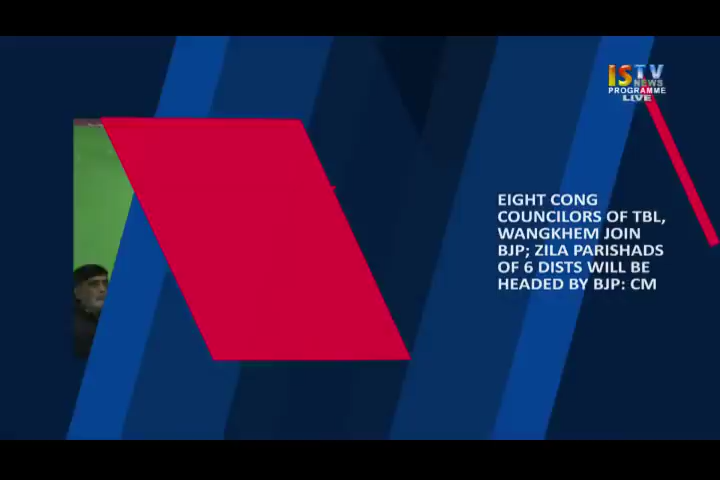 ISTV
NEWS
PROGRAMME
LIVE
EIGHT CONG
COUNCILORS OF TBL,
WANGKHEM JOIN
BJP; ZILA PARISHADS
OF 6 DISTS WILL BE
HEADED BY BJP: CM